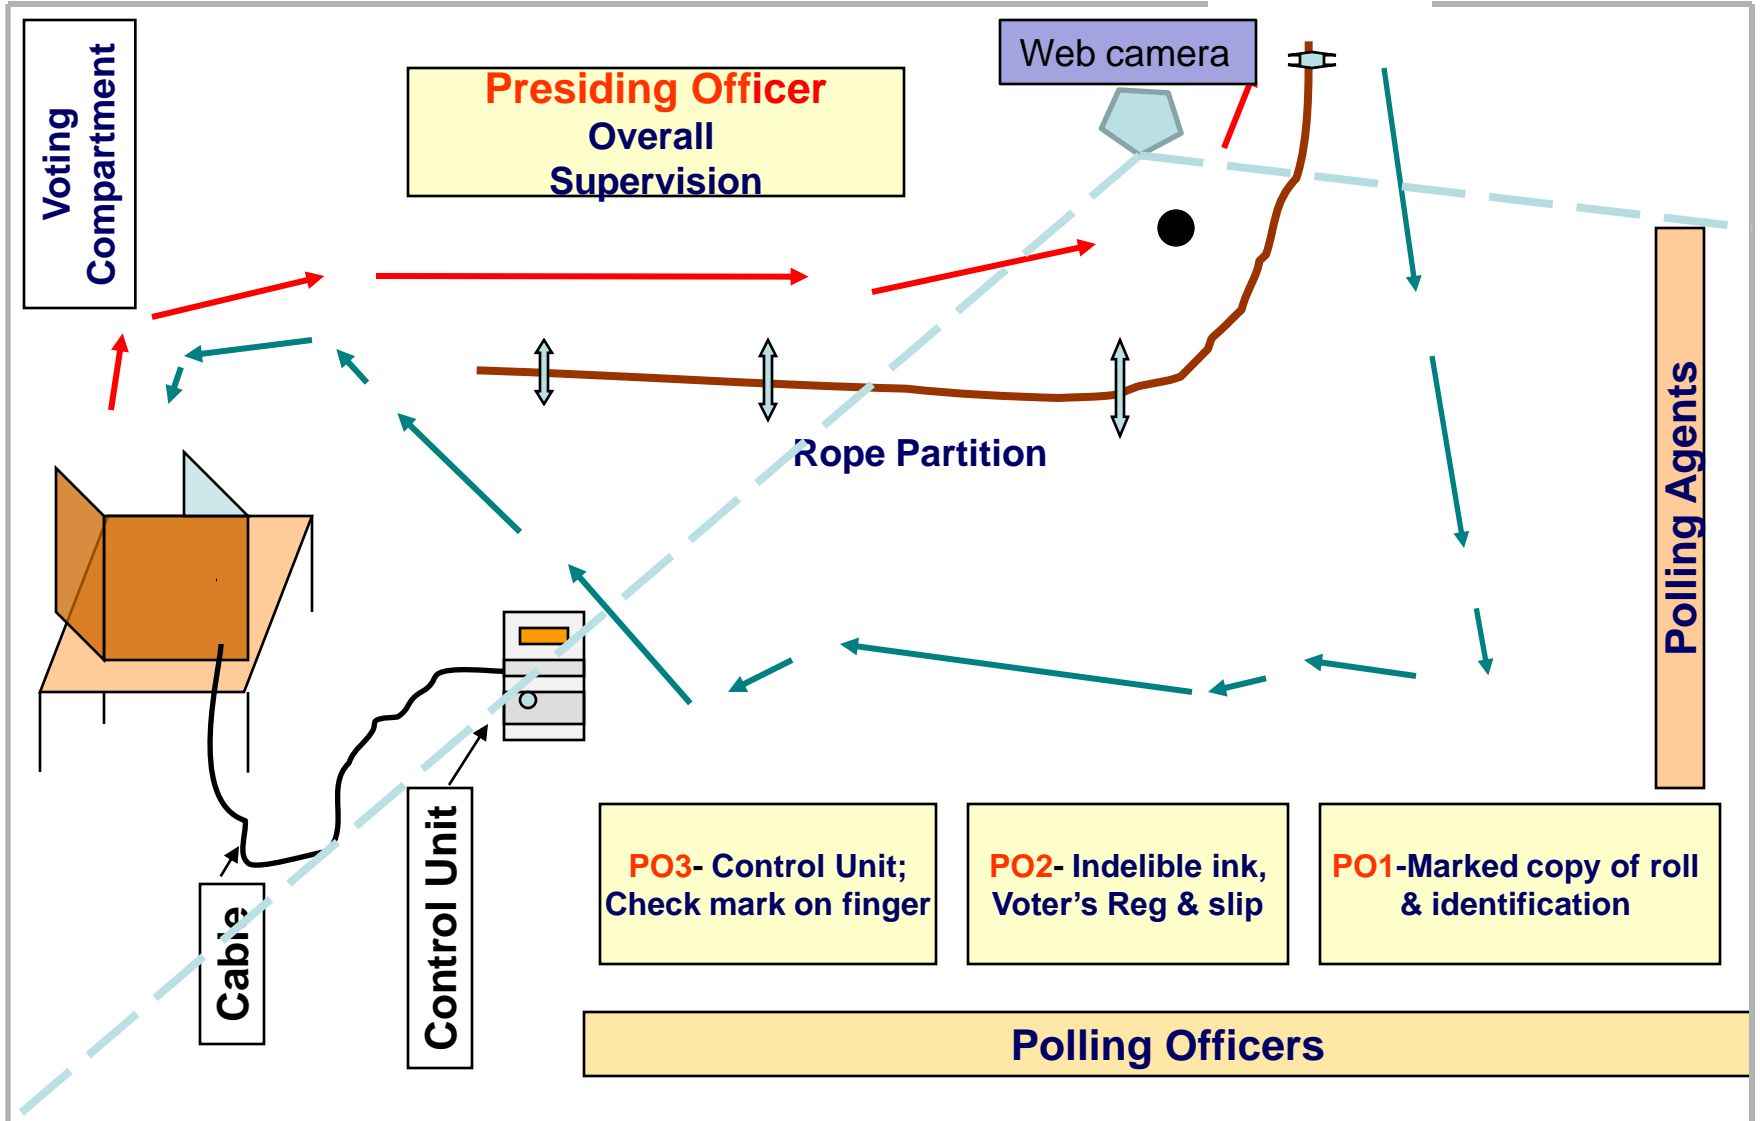 Voting
Compartment
Presiding Officer
Overall
Supervision
Web camera
Rope Partition
Polling Agents
Control Unit
Cable
PO3- Control Unit;
Check mark on finger
PO2- Indelible ink,
Voter's Reg & slip
PO1-Marked copy of roll
& identification
Polling Officers